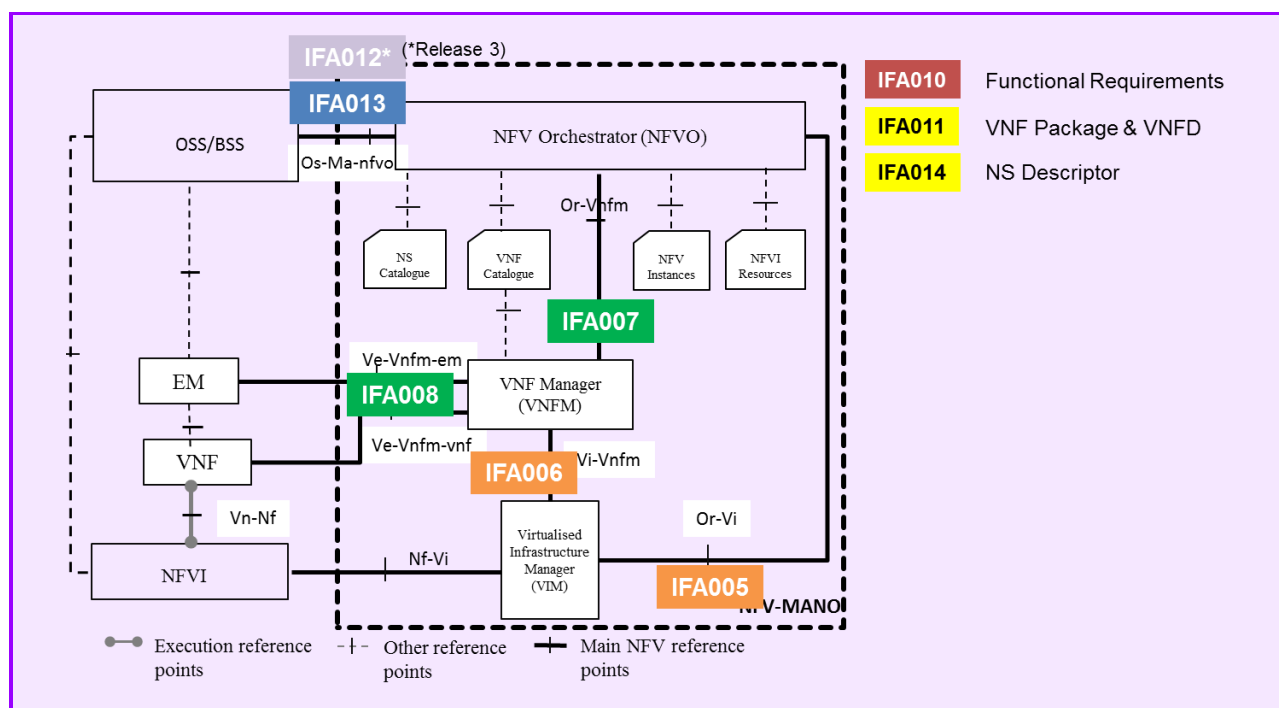 IFA012*
(*Release 3)
IFA013
OSS/BSS
NFV Orchestrator (NFVO)
Os-Ma-nfvo
Or-Vnfm
NS
Catalogue
VNF
Catalogue
NFV
Instances
NFVI
Resources
IFA007
Ve-Vnfm-em
EM
IFA008
VNF Manager
(VNFM)
Ve-Vnfm-vnf
VNF
Vi-Vnfm
IFA006
Vn-Nf
Or-Vi
Virtualised
Infrastructure
Manager
(VIM)
NFVI
Nf-Vi
IFA005
NFV-MANO
Execution reference
points
Other reference
points
Main NFV reference
points
IFA010
Functional Requirements
IFA011
VNF Package & VNFD
IFA014
NS Descriptor